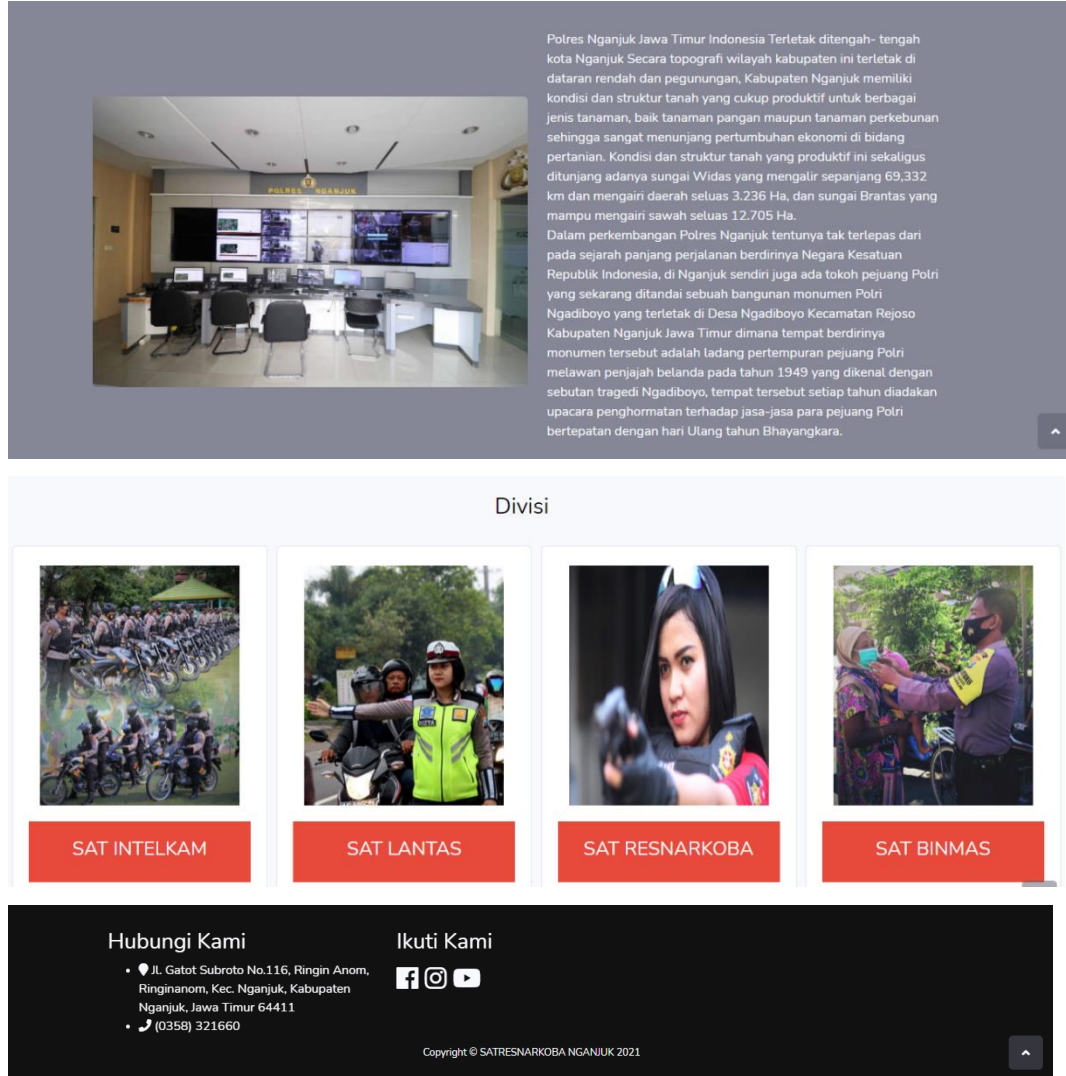 Polres Nganjuk Jawa Timur Indonesia Terletak ditengah- tengah
kota Nganjuk Secara topografi wilayah kabupaten ini terletak di
dataran rendah dan pegunungan, Kabupaten Nganjuk memiliki
kondisi dan struktur tanah yang cukup produktif untuk berbagai
jenis tanaman, baik tanaman pangan maupun tanaman perkebunan
sehingga sangat menunjang pertumbuhan ekonomi di bidang
pertanian. Kondisi dan struktur tanah yang produktif ini sekaligus
ditunjang adanya sungai Widas yang mengalir sepanjang 69,332
km dan mengairi daerah seluas 3.236 Ha, dan sungai Brantas yang
mampu mengairi sawah seluas 12.705 Ha.
Dalam perkembangan Polres Nganjuk tentunya tak terlepas dari
pada sejarah panjang perjalanan berdirinya Negara Kesatuan
Republik Indonesia, di Nganjuk sendiri juga ada tokoh pejuang Polri
yang sekarang ditandai sebuah bangunan monumen Polri
Ngadiboyo yang terletak di Desa Ngadiboyo Kecamatan Rejoso
Kabupaten Nganjuk Jawa Timur dimana tempat berdirinya
monumen tersebut adalah ladang pertempuran pejuang Polri
melawan penjajah belanda pada tahun 1949 yang dikenal dengan
sebutan tragedi Ngadiboyo, tempat tersebut setiap tahun diadakan
upacara penghormatan terhadap jasa-jasa para pejuang Polri
bertepatan dengan hari Ulang tahun Bhayangkara.
POLRES NGANJUK
Divisi
SAT INTELKAM
SAT LANTAS
SAT RESNARKOBA
SAT BINMAS
Hubungi Kami
Jl. Gatot Subroto No.116, Ringin Anom,
Ringinanom, Kec. Nganjuk, Kabupaten
Nganjuk, Jawa Timur 64411
(0358) 321660
Ikuti Kami
Copyright © SATRESNARKOBA NGANJUK 2021